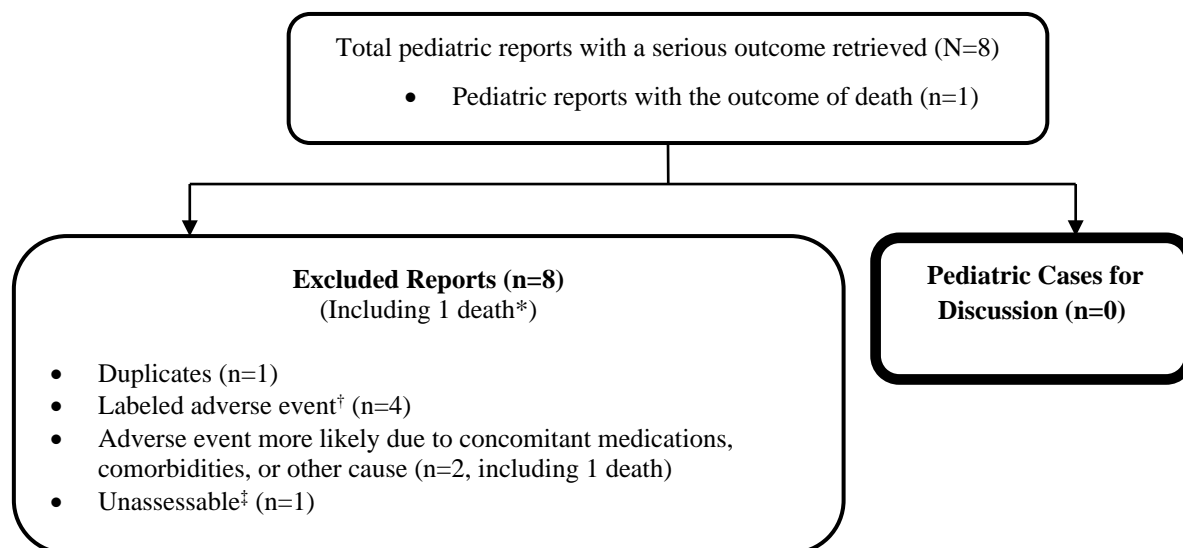 Total pediatric reports with a serious outcome retrieved (N=8)
• Pediatric reports with the outcome of death (n=1)
Excluded Reports (n=8)
(Including 1 death*)
• Duplicates (n=1)
• Labeled adverse event† (n=4)
• Adverse event more likely due to concomitant medications,
comorbidities, or other cause (n=2, including 1 death)
• Unassessable‡ (n=1)
Pediatric Cases for
Discussion (n=0)